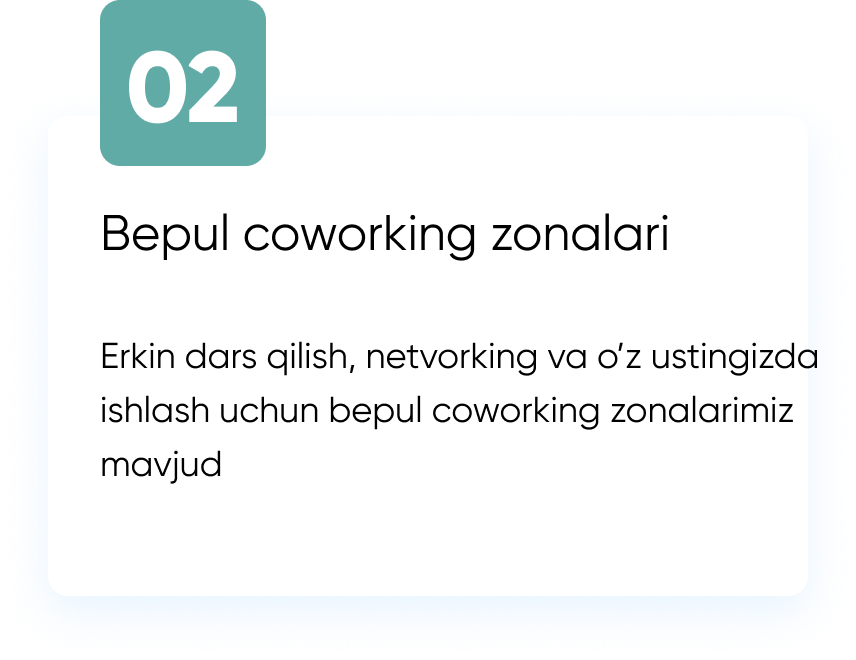 02
Bepul coworking zonalari
Erkin dars qilish, netvorking va o’z ustingizda
ishlash uchun bepul coworking zonalarimiz
mavjud